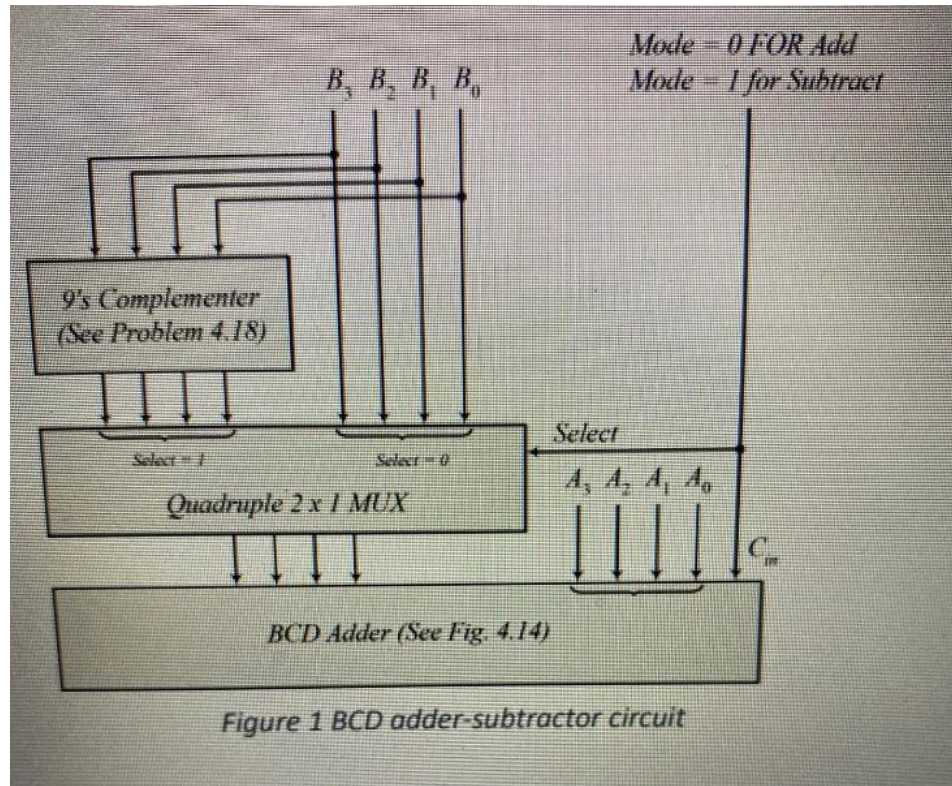 Mode = 0 FOR Add
Mode = 1 for Subtract
B₃ B₂ B₁ B₀
9's Complementer
(See Problem 4.18)
Select
Select = 1
Select = 0
A₃ A₂ A₁ A₀
Quadruple 2 x 1 MUX
Cᵢₙ
BCD Adder (See Fig. 4.14)
Figure 1 BCD adder-subtractor circuit